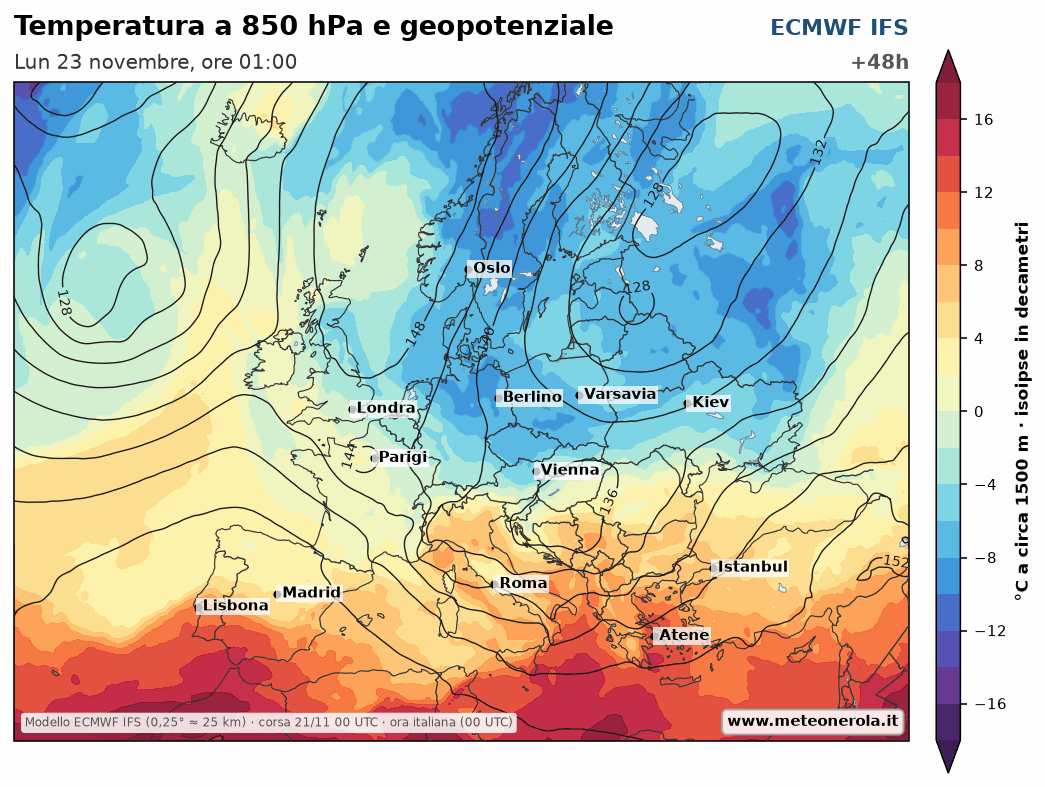 Temperatura a 850 hPa e geopotenziale
ECMWF IFS
Lun 23 novembre, ore 01:00
+48h
132
128
128
128
148
140
144
136
152
Oslo
Londra
Berlino
Varsavia
Kiev
Parigi
Vienna
Roma
Istanbul
Madrid
Lisbona
Atene
16
12
8
4
0
−4
−8
−12
−16
°C a circa 1500 m · isoipse in decametri
Modello ECMWF IFS (0,25° ≈ 25 km) · corsa 21/11 00 UTC · ora italiana (00 UTC)
www.meteonerola.it